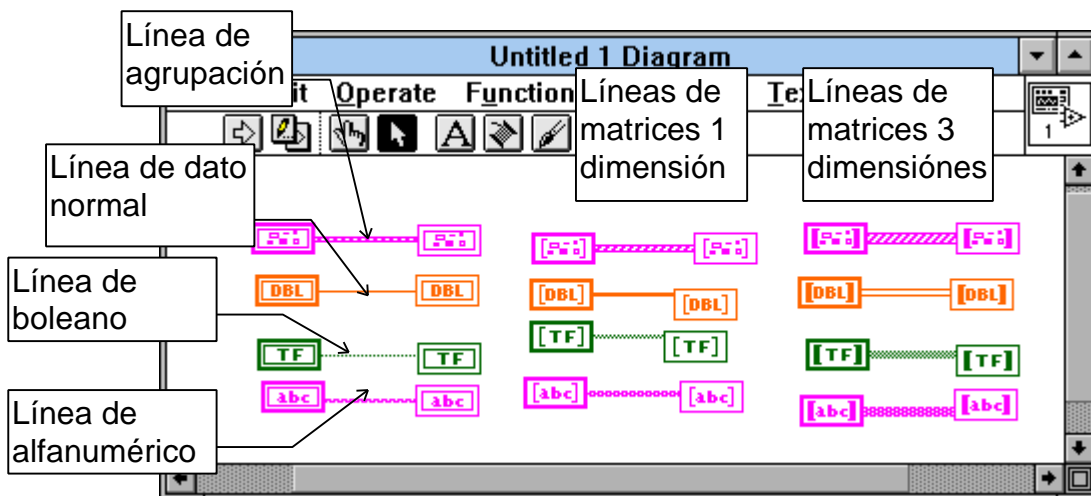 Línea de
agrupación
Untitled 1 Diagram
it Operate Function
Líneas de
matrices 1
dimensión
Te
Líneas de
matrices 3
dimensiónes
1
A
Línea de dato
normal
Línea de
boleano
Línea de
alfanumérico
DBL DBL [DBL] [DBL] [DBL] [DBL]
TF TF [TF] [TF] [TF] [TF]
abc abc [abc] [abc] [abc] [abc]